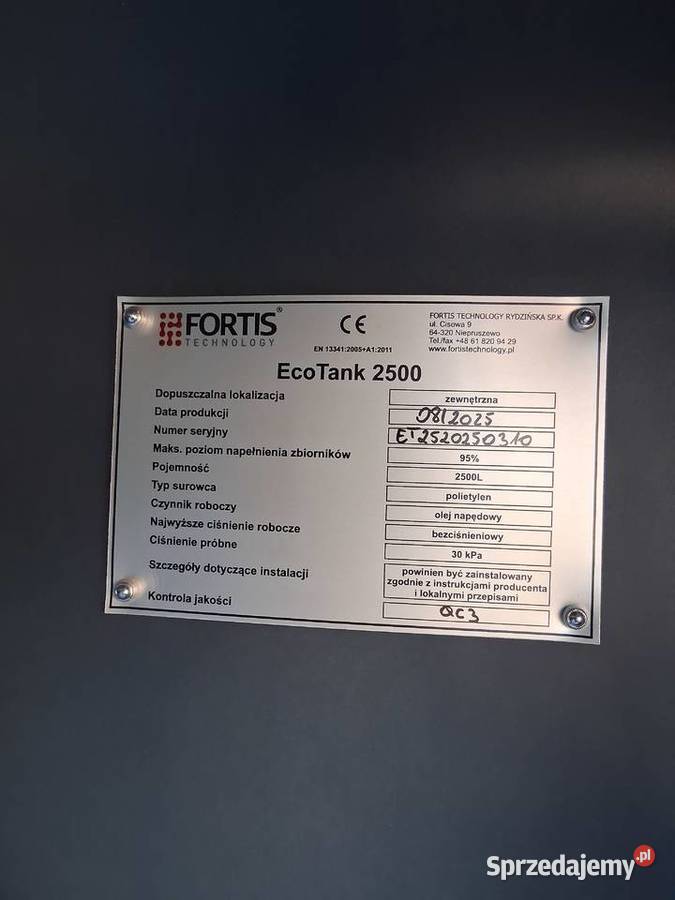 FORTIS®
TECHNOLOGY
CE
EN 13341:2005+A1:2011
FORTIS TECHNOLOGY RYDZIŃSKA SP.K.
ul. Cisowa 9
64-320 Niepruszewo
Tel./fax +48 61 820 94 29
www.fortistechnology.pl
EcoTank 2500
Dopuszczalna lokalizacja zewnętrzna
Data produkcji 08/2025
Numer seryjny ET2520250310
Maks. poziom napełnienia zbiorników 95%
Pojemność 2500L
Typ surowca polietylen
Czynnik roboczy olej napędowy
Najwyższe ciśnienie robocze bezciśnieniowy
Ciśnienie próbne 30 kPa
Szczegóły dotyczące instalacji powinien być zainstalowany
zgodnie z instrukcjami producenta
i lokalnymi przepisami
Kontrola jakości QC3
Sprzedajemy.pl